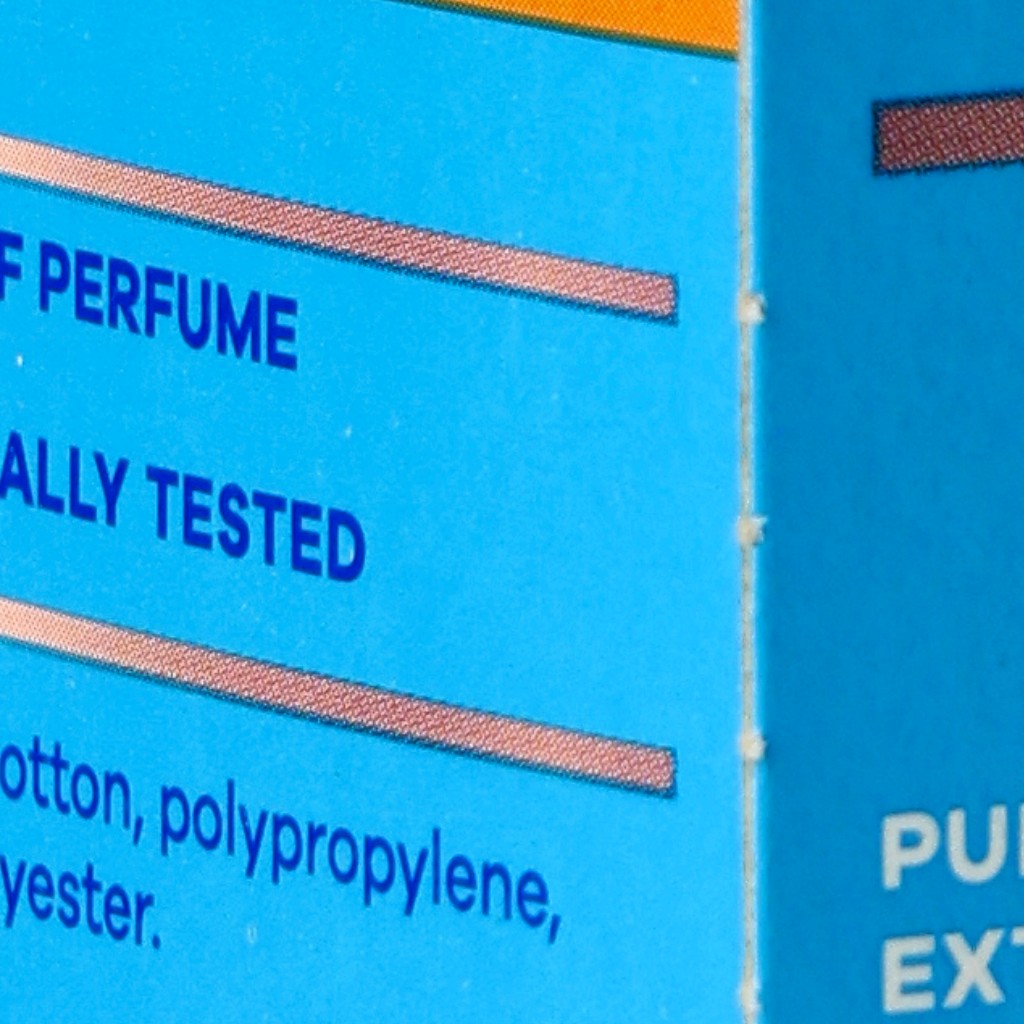 F PERFUME
ALLY TESTED
otton, polypropylene,
yester.
PU
EXT